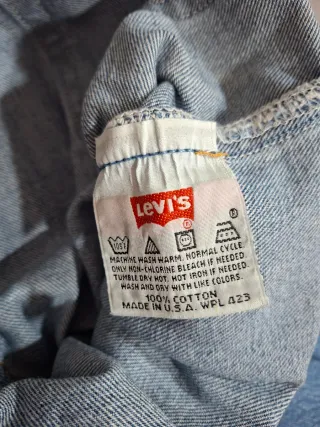 Levi's
105F
MACHINE WASH WARM. NORMAL CYCLE
ONLY NON-CHLORINE BLEACH IF NEEDED.
TUMBLE DRY HOT. HOT IRON IF NEEDED.
WASH AND DRY WITH LIKE COLORS.
100% COTTON
MADE IN U.S.A. WPL 423